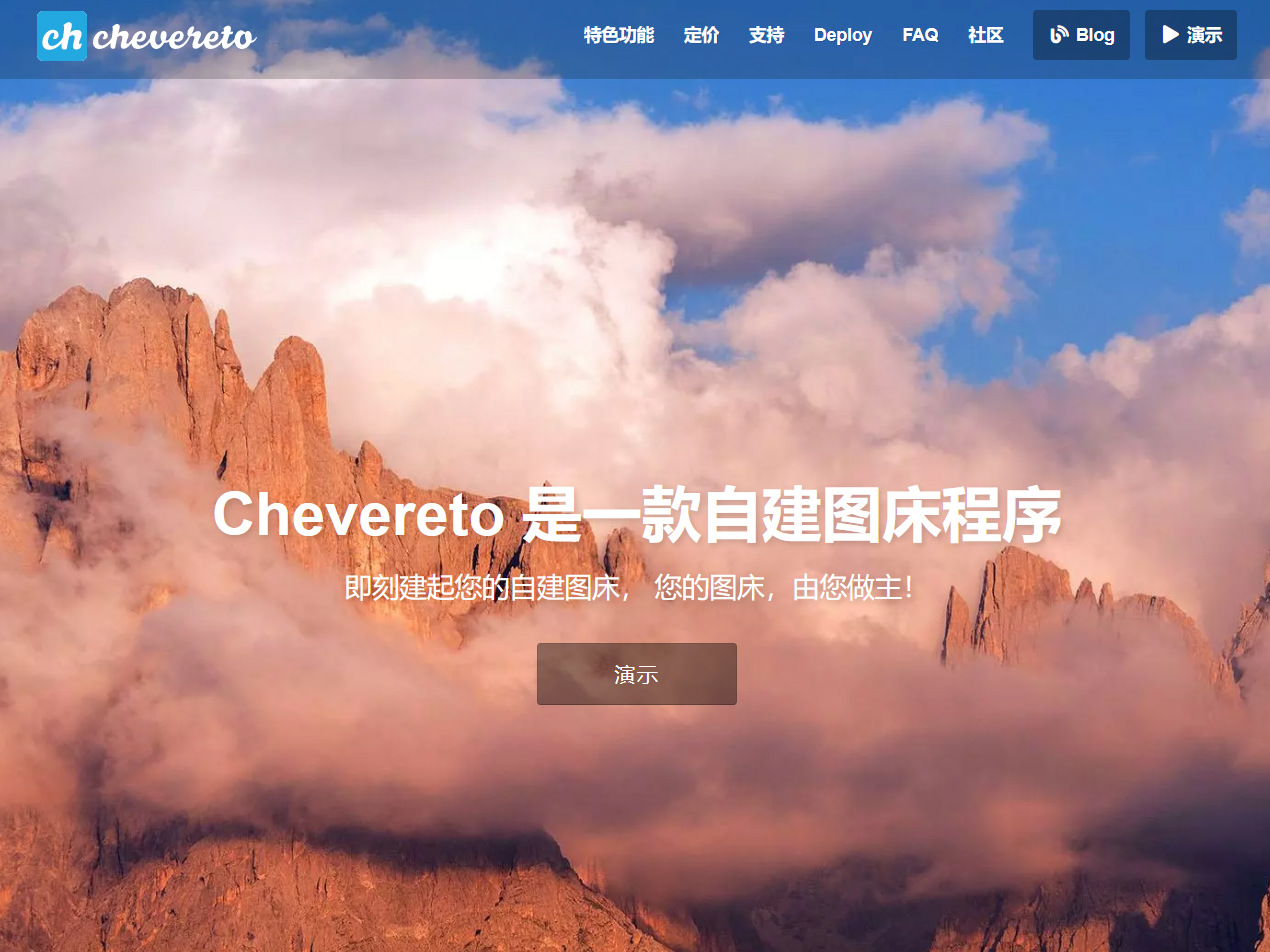 ch chevereto
特色功能 定价 支持 Deploy FAQ 社区 Blog 演示
Chevereto 是一款自建图床程序
即刻建起您的自建图床， 您的图床，由您做主！
演示